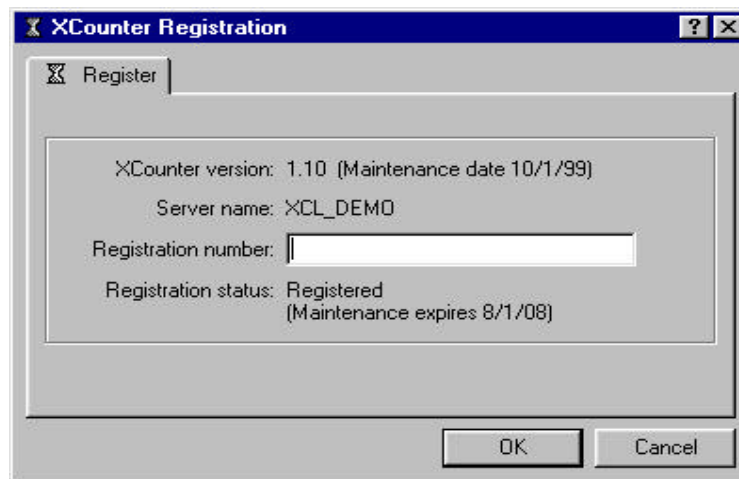 XCounter Registration
Register
XCounter version: 1.10 (Maintenance date 10/1/99)
Server name: XCL_DEMO
Registration number:
Registration status: Registered
(Maintenance expires 8/1/08)
OK Cancel